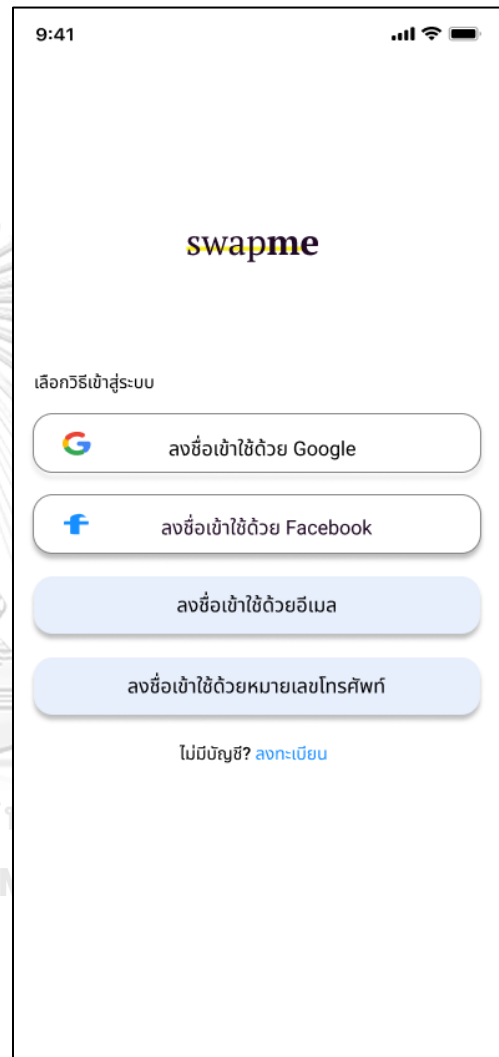 9:41
swapme
เลือกวิธีเข้าสู่ระบบ
ลงชื่อเข้าใช้ด้วย Google
ลงชื่อเข้าใช้ด้วย Facebook
ลงชื่อเข้าใช้ด้วยอีเมล
ลงชื่อเข้าใช้ด้วยหมายเลขโทรศัพท์
ไม่มีบัญชี? ลงทะเบียน